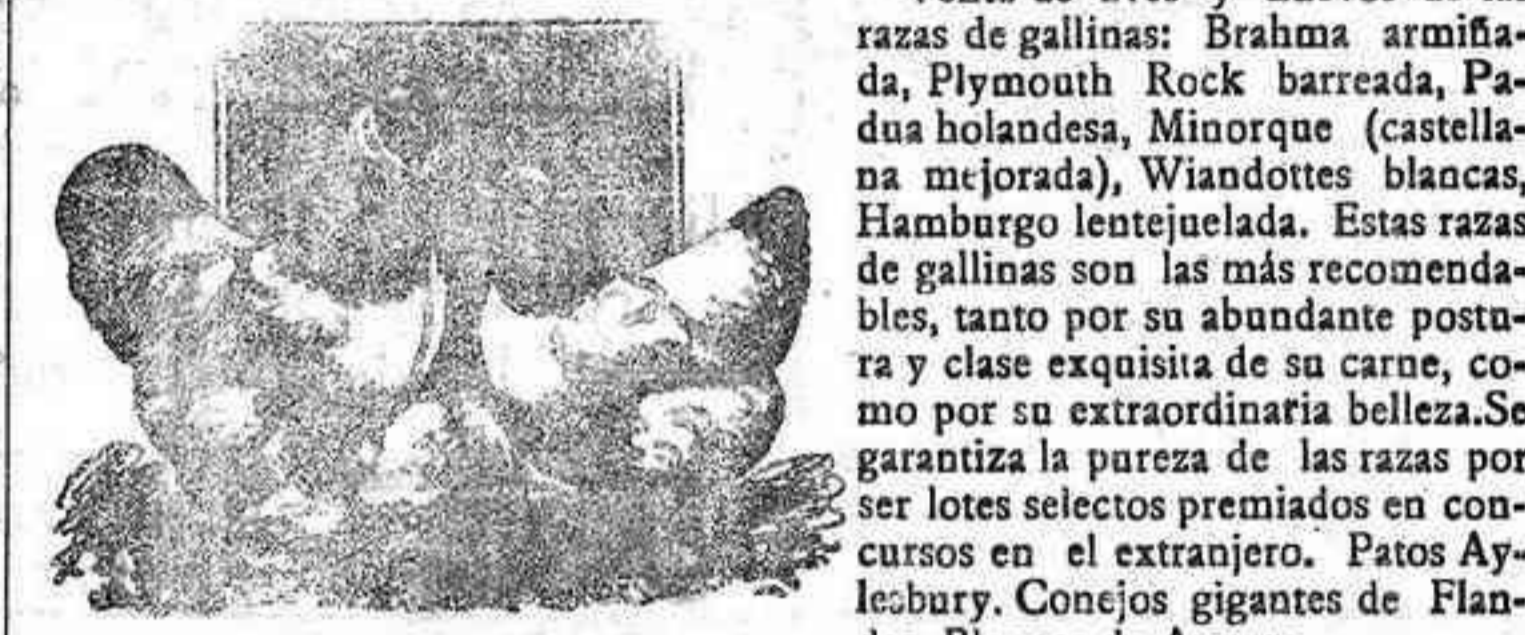 razas de gallinas: Brahma armiña-
da, Plymouth Rock barreada, Pa-
dua holandesa, Minorque (castella-
na mejorada), Wiandottes blancas,
Hamburgo lentejuelada. Estas razas
de gallinas son las más recomenda-
bles, tanto por su abundante postu-
ra y clase exquisita de su carne, co-
mo por su extraordinaria belleza.Se
garantiza la pureza de las razas por
ser lotes selectos premiados en con-
cursos en el extranjero. Patos Ay-
lesbury. Conejos gigantes de Flan-